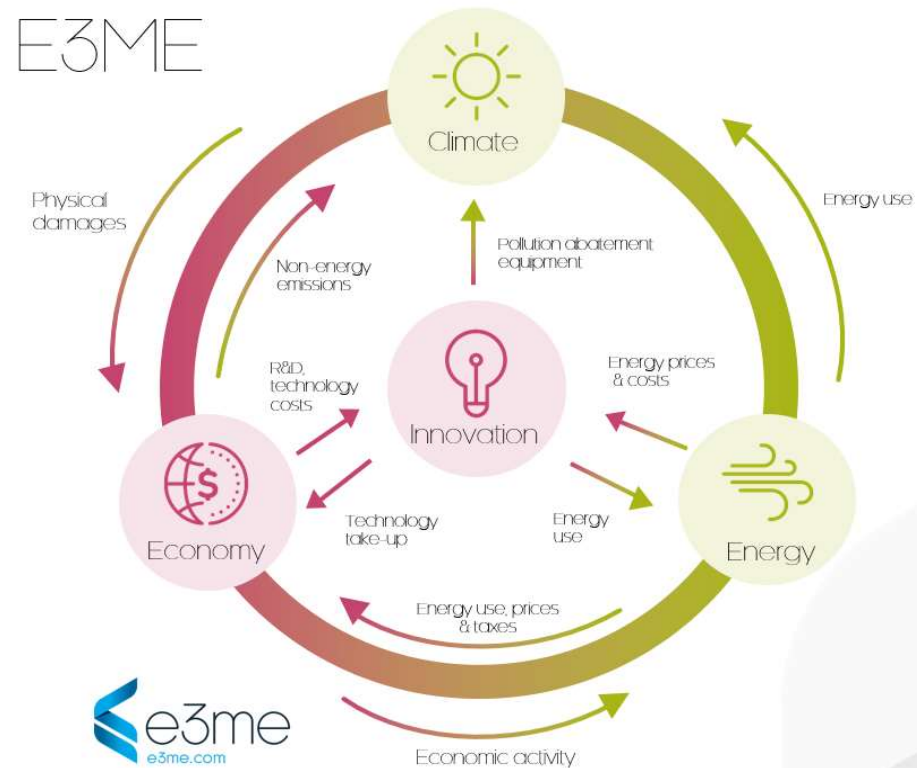 E3ME
Climate
Physical
damages
Energy use
Non-energy
emissions
Pollution abatement
equipment
R&D,
technology
costs
Energy prices
& costs
Innovation
$
Economy
Technology
take-up
Energy
use
Energy
Energy use, prices
& taxes
e3me
e3me.com
Economic activity